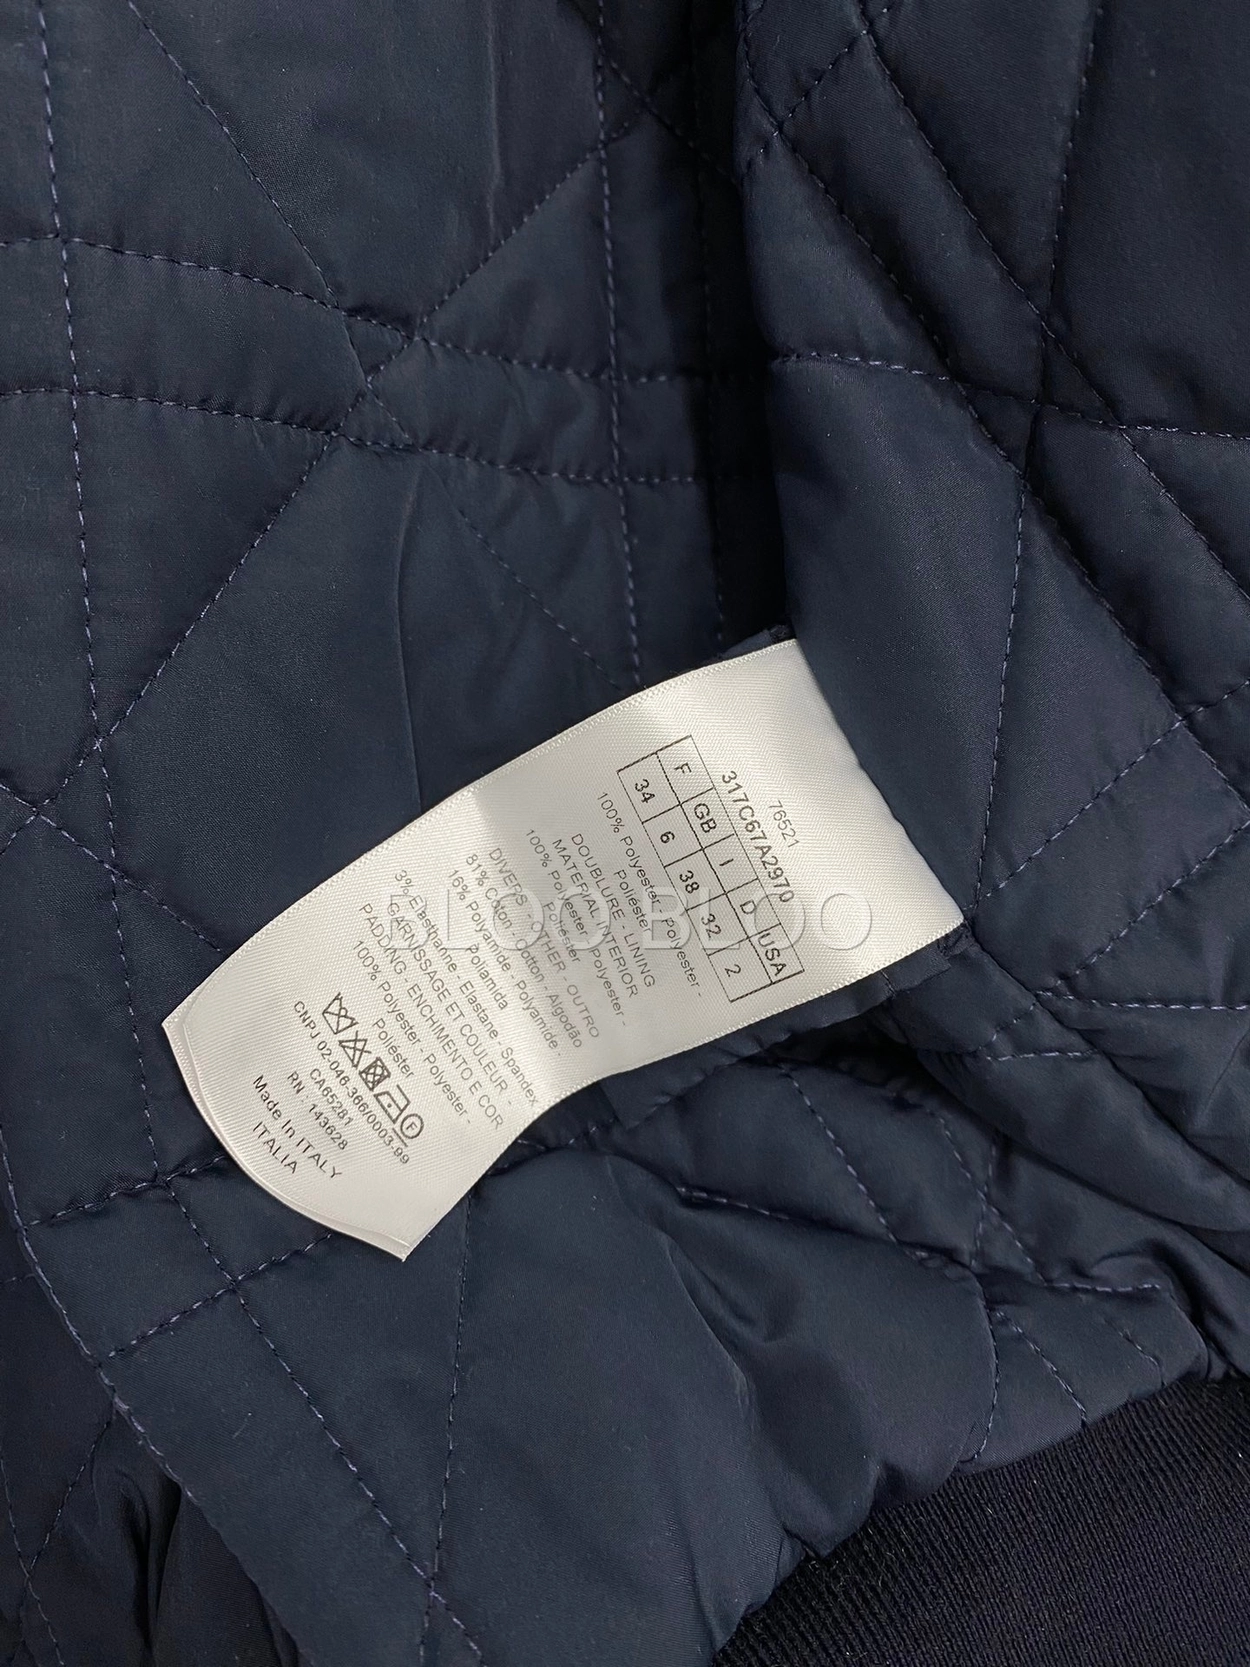 76521
317C67A2970
F GB I D USA
34 6 38 32 2
100% Polyester - Polyester -
Poliéster
DOUBLURE - LINING
MATERIAL INTERIOR
100% Polyester - Polyester -
Poliéster
DIVERS - OTHER - OUTRO
81% Coton - Cotton - Algodão
16% Polyamide - Polyamide -
Poliamida
3% Elasthanne - Elastane - Spandex
GARNISSAGE ET COULEUR -
PADDING - ENCHIMENTO E COR
100% Polyester - Polyester -
Poliéster
F
CNPJ 02.046.366/0003-99
CA65281
RN : 143628
Made In ITALY
ITALIA